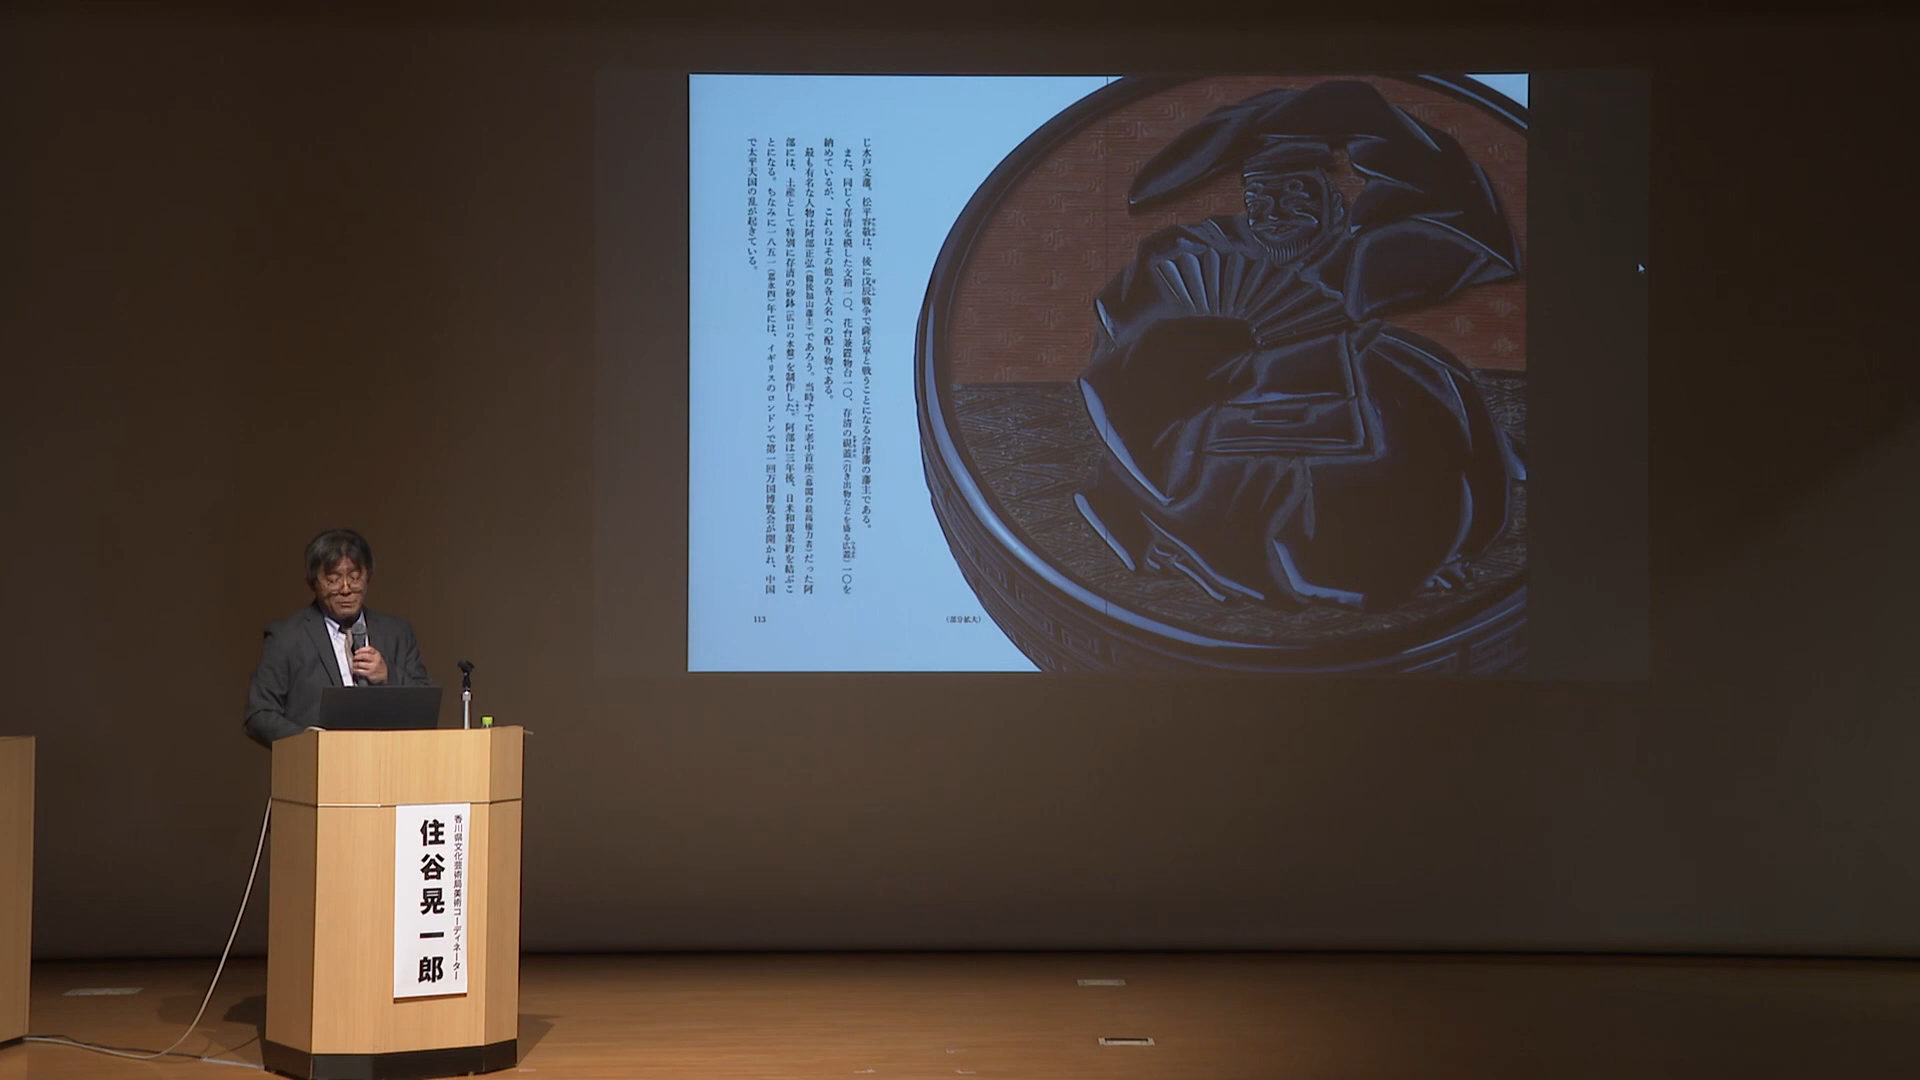 じ水戸支藩。松平容敬は、後に戊辰戦争で薩長軍と戦うことになる会津藩の藩主である。
また、同じく存清を模した文箱一〇、花台兼置物台一〇、存清の硯蓋(引き出物などを盛る広蓋)一〇を
納めているが、これらはその他の各大名への配り物である。
最も有名な人物は阿部正弘(備後福山藩主)であろう。当時すでに老中首座(幕閣の最高権力者)だった阿
部には、土産として特別に存清の砂鉢(広口の水盤)を制作した。阿部は三年後、日米和親条約を結ぶこ
とになる。ちなみに一八五一(嘉永四)年には、イギリスのロンドンで第一回万国博覧会が開かれ、中国
で太平天国の乱が起きている。
113
(部分拡大)
香川県文化芸術局美術コーディネーター
住谷晃一郎